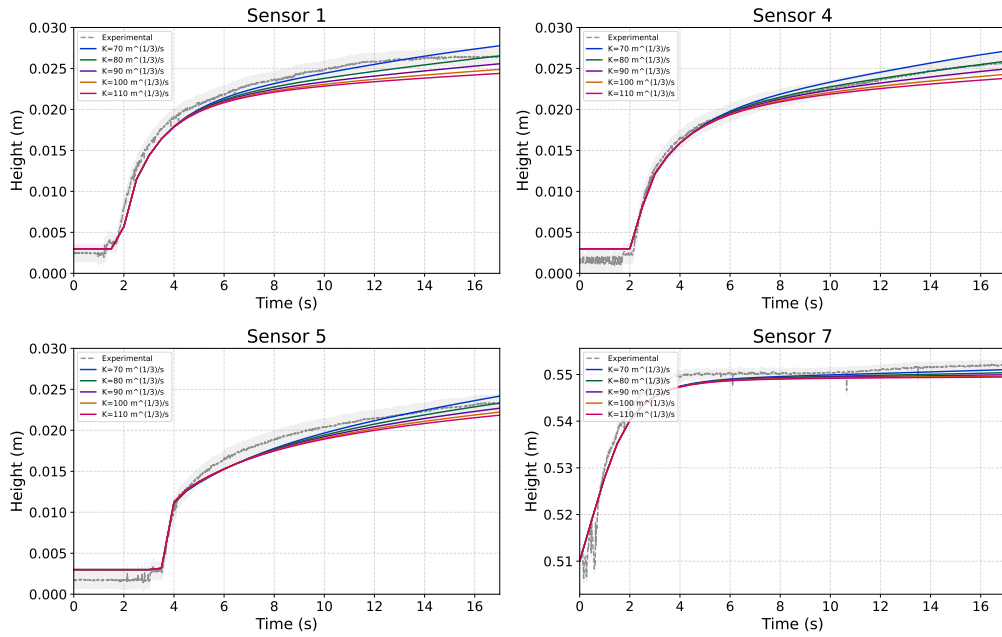 Sensor 1
Height (m)
0.030
0.025
0.020
0.015
0.010
0.005
0.000
Experimental
K=70 m^(1/3)/s
K=80 m^(1/3)/s
K=90 m^(1/3)/s
K=100 m^(1/3)/s
K=110 m^(1/3)/s
0 2 4 6 8 10 12 14 16
Time (s)
Sensor 4
Height (m)
0.030
0.025
0.020
0.015
0.010
0.005
0.000
Experimental
K=70 m^(1/3)/s
K=80 m^(1/3)/s
K=90 m^(1/3)/s
K=100 m^(1/3)/s
K=110 m^(1/3)/s
0 2 4 6 8 10 12 14 16
Time (s)
Sensor 5
Height (m)
0.030
0.025
0.020
0.015
0.010
0.005
0.000
Experimental
K=70 m^(1/3)/s
K=80 m^(1/3)/s
K=90 m^(1/3)/s
K=100 m^(1/3)/s
K=110 m^(1/3)/s
0 2 4 6 8 10 12 14 16
Time (s)
Sensor 7
Height (m)
0.55
0.54
0.53
0.52
0.51
Experimental
K=70 m^(1/3)/s
K=80 m^(1/3)/s
K=90 m^(1/3)/s
K=100 m^(1/3)/s
K=110 m^(1/3)/s
0 2 4 6 8 10 12 14 16
Time (s)